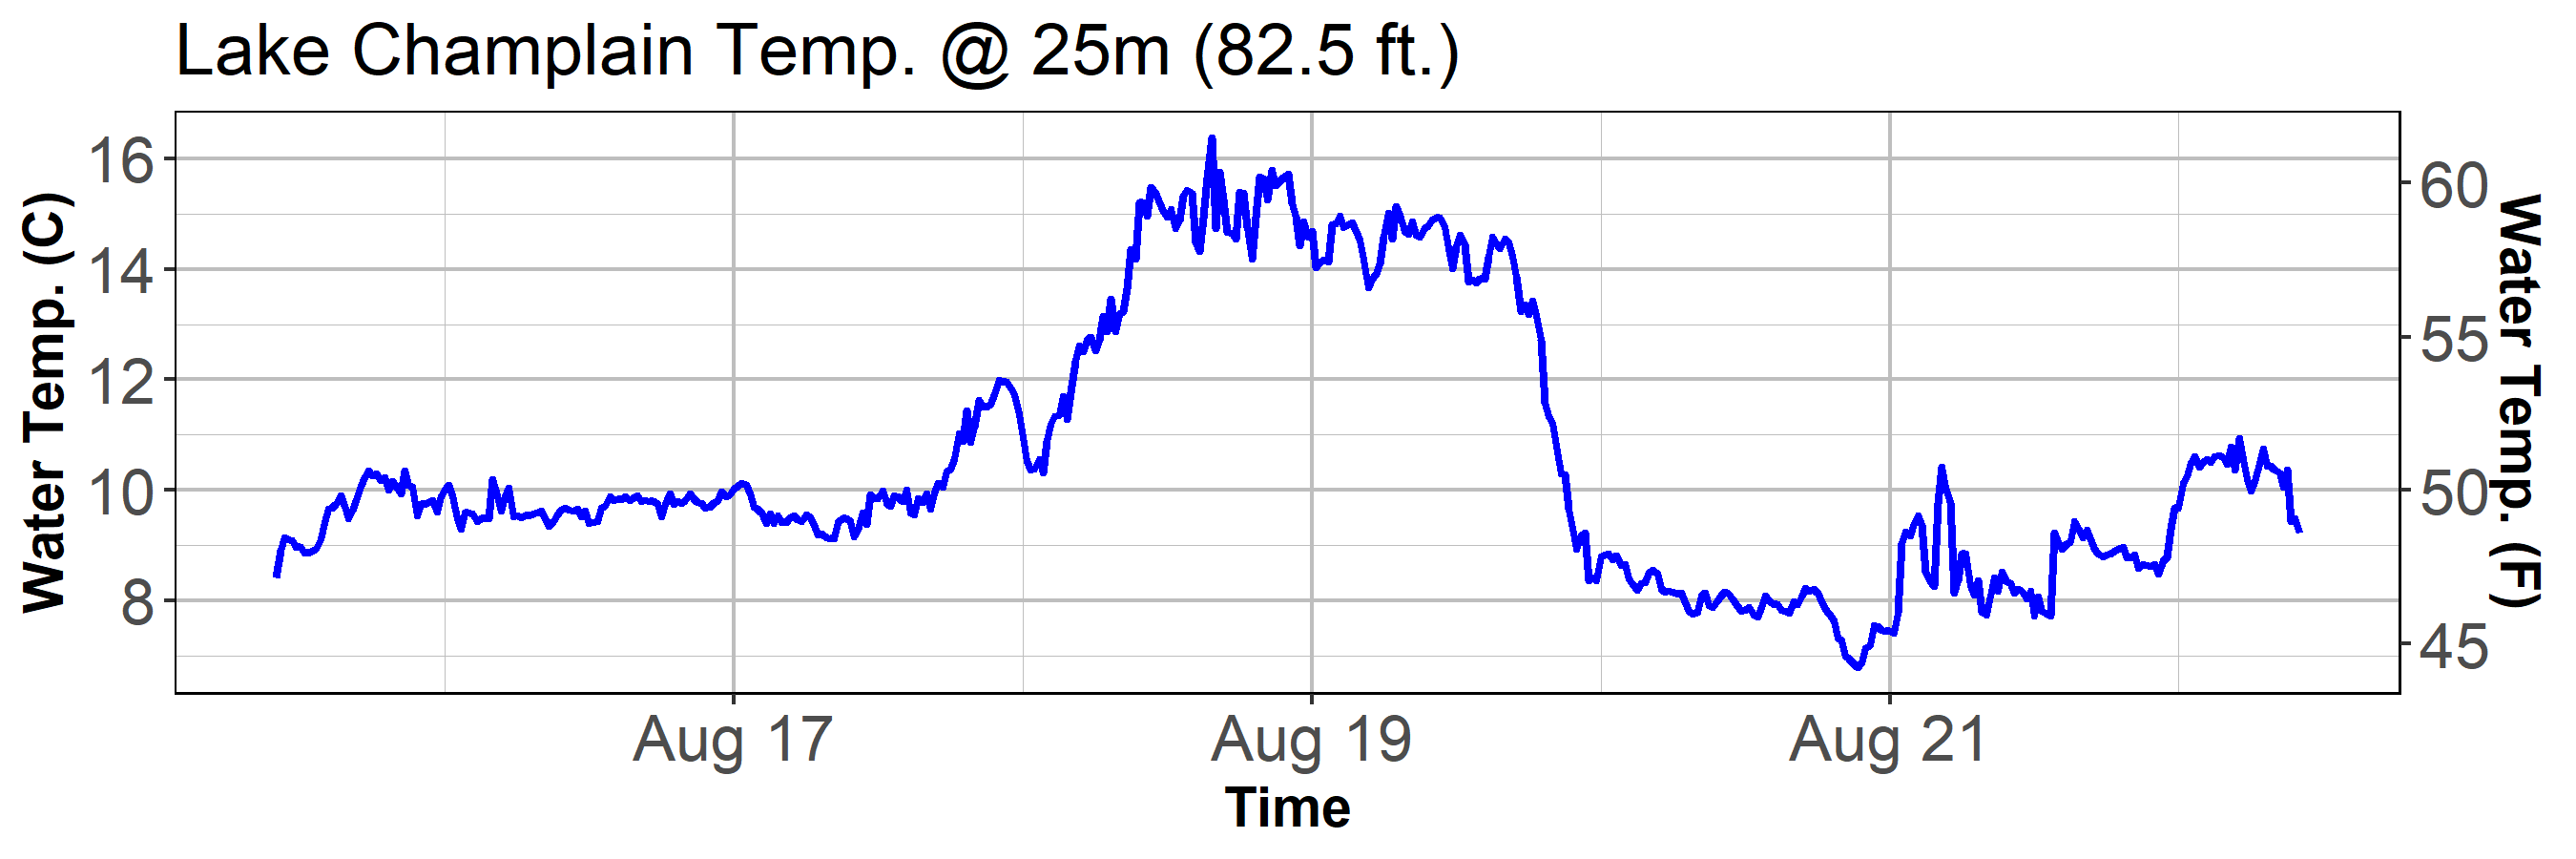 Lake Champlain Temp. @ 25m (82.5 ft.)
Water Temp. (C)
16
14
12
10
8
60
55
50
45
Water Temp. (F)
Aug 17
Aug 19
Aug 21
Time